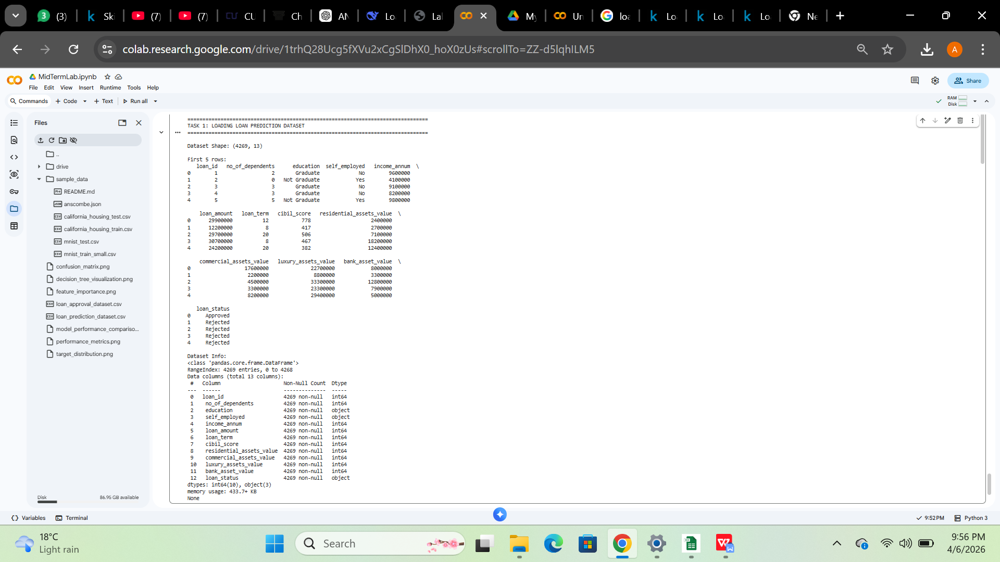 3 (3)
Ski
(7)
(7)
CU
Ch
AN
Lo
Lal
My
Un
loa
Lo
Lo
Lo
Ne
colab.research.google.com/drive/1trhQ28Ucg5fXVu2xCgSlDhX0_hoX0zUs#scrollTo=ZZ-d5lqhILM5
A
MidTermLab.ipynb
File Edit View Insert Runtime Tools Help
Share
Commands + Code + Text Run all
RAM
Disk
Files
..
drive
sample_data
README.md
anscombe.json
california_housing_test.csv
california_housing_train.csv
mnist_test.csv
mnist_train_small.csv
confusion_matrix.png
decision_tree_visualization.png
feature_importance.png
loan_approval_dataset.csv
loan_prediction_dataset.csv
model_performance_compariso...
performance_metrics.png
target_distribution.png
Disk 86.95 GB available
================================================================================
TASK 1: LOADING LOAN PREDICTION DATASET
================================================================================
Dataset Shape: (4269, 13)
First 5 rows:
loan_id no_of_dependents education self_employed income_annum \
0 1 2 Graduate No 9600000
1 2 0 Not Graduate Yes 4100000
2 3 3 Graduate No 9100000
3 4 3 Graduate No 8200000
4 5 5 Not Graduate Yes 9800000
loan_amount loan_term cibil_score residential_assets_value \
0 29900000 12 778 2400000
1 12200000 8 417 2700000
2 29700000 20 506 7100000
3 30700000 8 467 18200000
4 24200000 20 382 12400000
commercial_assets_value luxury_assets_value bank_asset_value \
0 17600000 22700000 8000000
1 2200000 8800000 3300000
2 4500000 33300000 12800000
3 3300000 23300000 7900000
4 8200000 29400000 5000000
loan_status
0 Approved
1 Rejected
2 Rejected
3 Rejected
4 Rejected
Dataset Info:
<class 'pandas.core.frame.DataFrame'>
RangeIndex: 4269 entries, 0 to 4268
Data columns (total 13 columns):
# Column Non-Null Count Dtype
--- ------ -------------- -----
0 loan_id 4269 non-null int64
1 no_of_dependents 4269 non-null int64
2 education 4269 non-null object
3 self_employed 4269 non-null object
4 income_annum 4269 non-null int64
5 loan_amount 4269 non-null int64
6 loan_term 4269 non-null int64
7 cibil_score 4269 non-null int64
8 residential_assets_value 4269 non-null int64
9 commercial_assets_value 4269 non-null int64
10 luxury_assets_value 4269 non-null int64
11 bank_asset_value 4269 non-null int64
12 loan_status 4269 non-null object
dtypes: int64(10), object(3)
memory usage: 433.7+ KB
None
Variables Terminal
9:52 PM Python 3
18°C
Light rain
Search
9:56 PM
4/6/2026